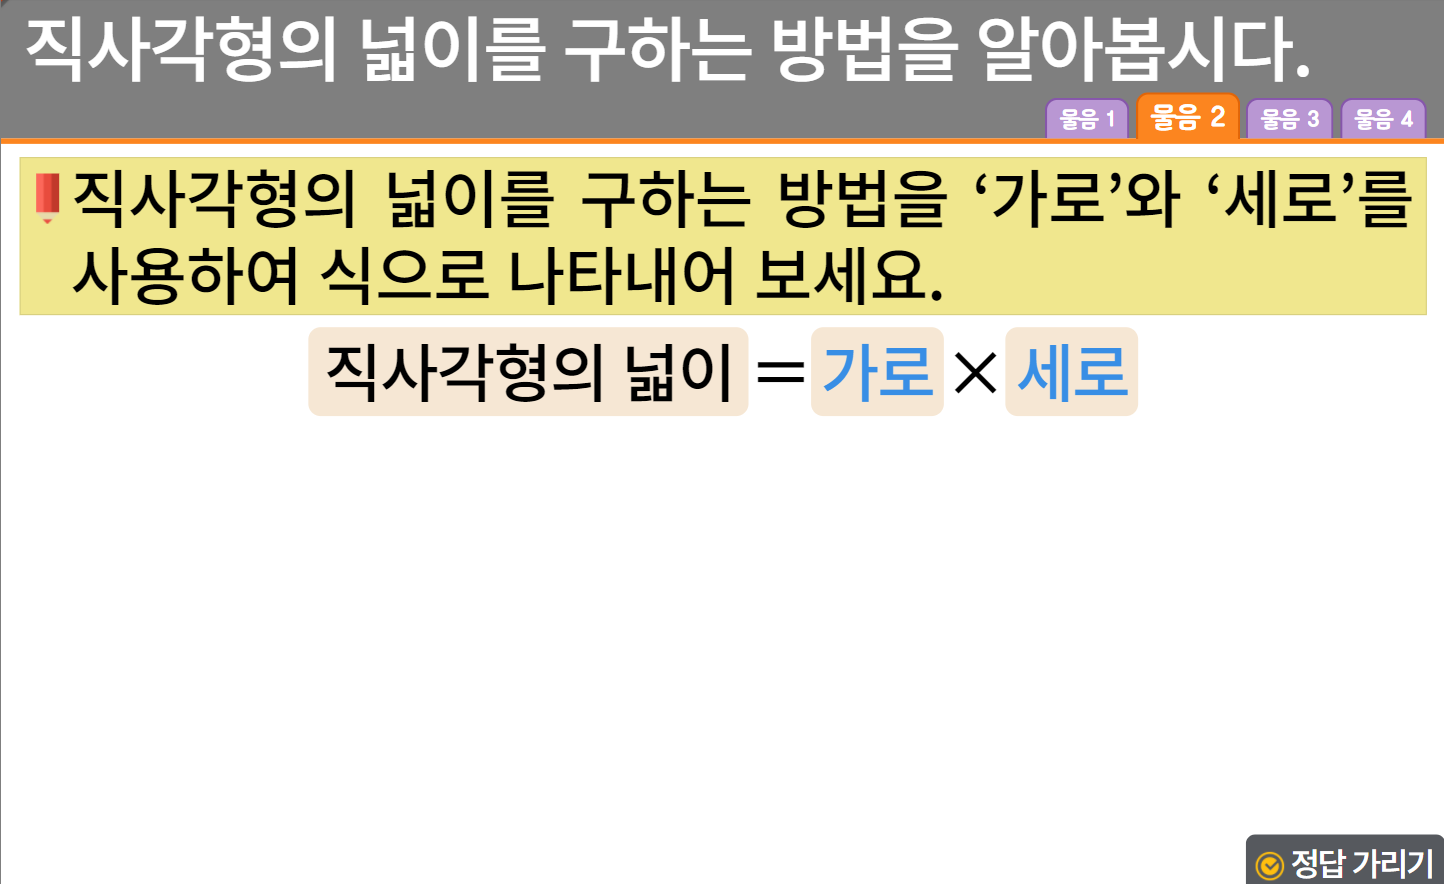 직사각형의 넓이를 구하는 방법을 알아봅시다.
물음 1 물음 2 물음 3 물음 4
직사각형의 넓이를 구하는 방법을 ‘가로’와 ‘세로’를
사용하여 식으로 나타내어 보세요.
직사각형의 넓이 = 가로 × 세로
정답 가리기